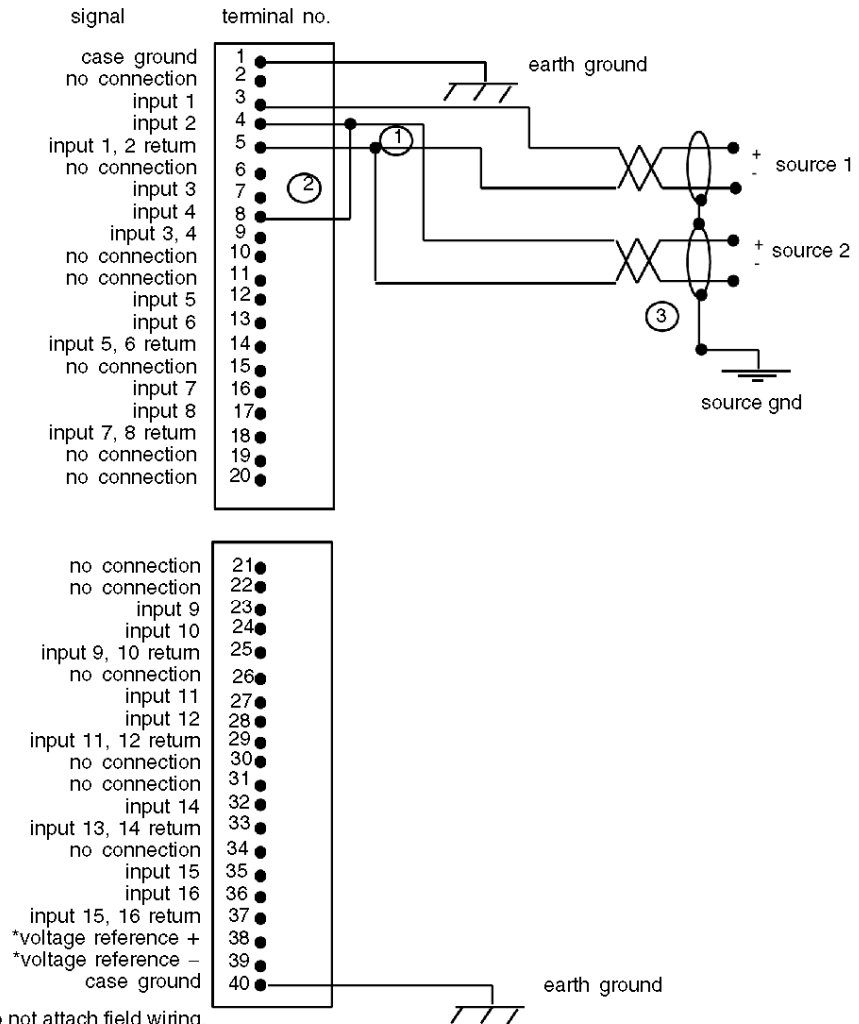 signal terminal no.
case ground 1
no connection 2
input 1 3
input 2 4
input 1, 2 return 5
no connection 6
input 3 7
input 4 8
input 3, 4 9
no connection 10
no connection 11
input 5 12
input 6 13
input 5, 6 return 14
no connection 15
input 7 16
input 8 17
input 7, 8 return 18
no connection 19
no connection 20
earth ground
1
2
+
-
source 1
+
-
source 2
3
source gnd
no connection 21
no connection 22
input 9 23
input 10 24
input 9, 10 return 25
no connection 26
input 11 27
input 12 28
input 11, 12 return 29
no connection 30
no connection 31
input 14 32
input 13, 14 return 33
no connection 34
input 15 35
input 16 36
input 15, 16 return 37
*voltage reference + 38
*voltage reference – 39
case ground 40
earth ground
not attach field wiring